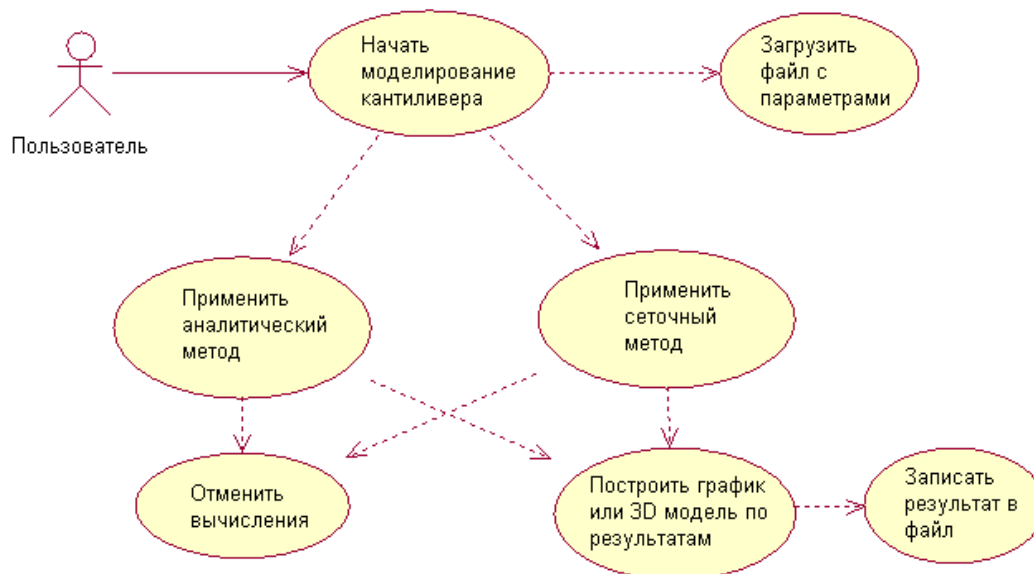 Начать
моделирование
кантиливера
Загрузить
файл с
параметрами
Пользователь
Применить
аналитический
метод
Применить
сеточный
метод
Отменить
вычисления
Построить график
или 3D модель по
результатам
Записать
результат в
файл